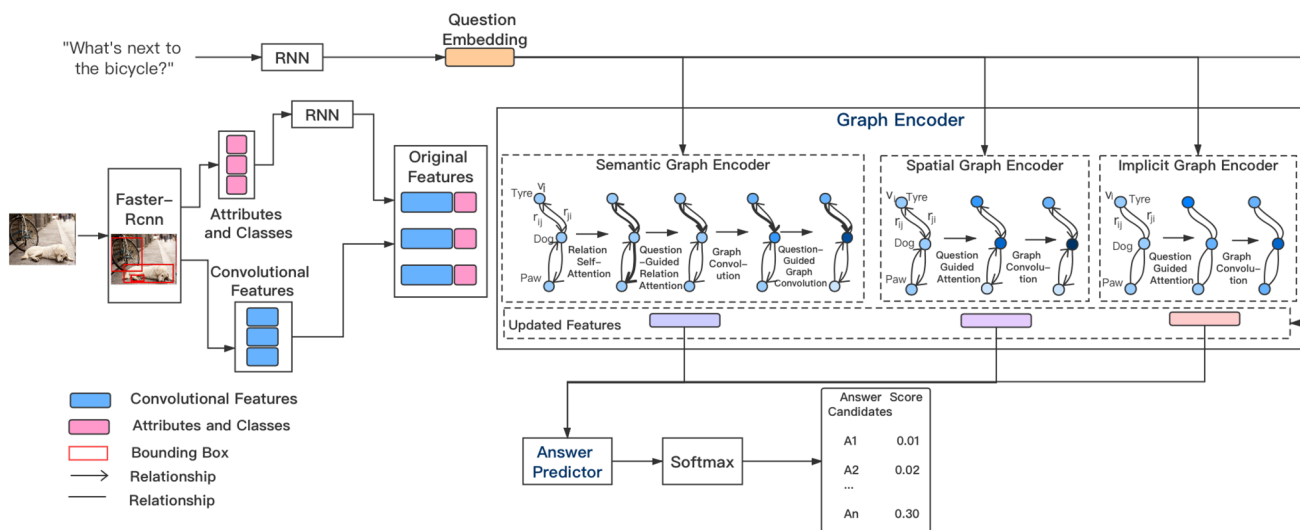 "What's next to
the bicycle?"
RNN
Question
Embedding
RNN
Graph Encoder
Faster–
Rcnn
Attributes
and Classes
Convolutional
Features
Original
Features
Semantic Graph Encoder
Vj
Tyre
rij
rji
Dog
Paw
Relation
Self–
Attention
Question
-Guided
Relation
Attention
Graph
Convol–
ution
Question–
Guided
Graph
Convolution
Spatial Graph Encoder
Vi
Tyre
rij
rji
Dog
Paw
Question
Guided
Attention
Graph
Convolu–
tion
Implicit Graph Encoder
Vi
Tyre
Dog
Paw
Question
Guided
Attention
Graph
Convolu–
tion
Updated Features
Convolutional Features
Attributes and Classes
Bounding Box
Relationship
Relationship
Answer
Predictor
Softmax
Answer Score
Candidates
A1 0.01
A2 0.02
...
An 0.30